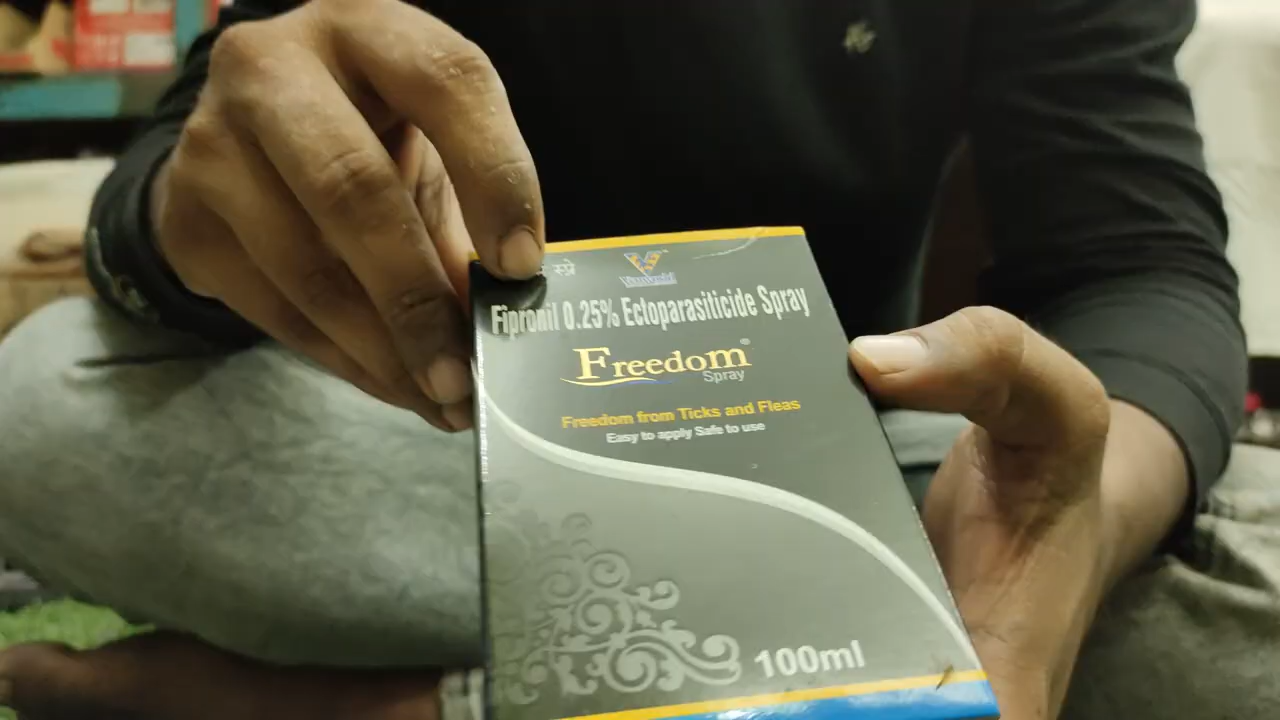 स्प्रे
Fipronil 0.25% Ectoparasiticide Spray
Freedom®
Spray
Freedom from Ticks and Fleas
Easy to apply Safe to use
100ml